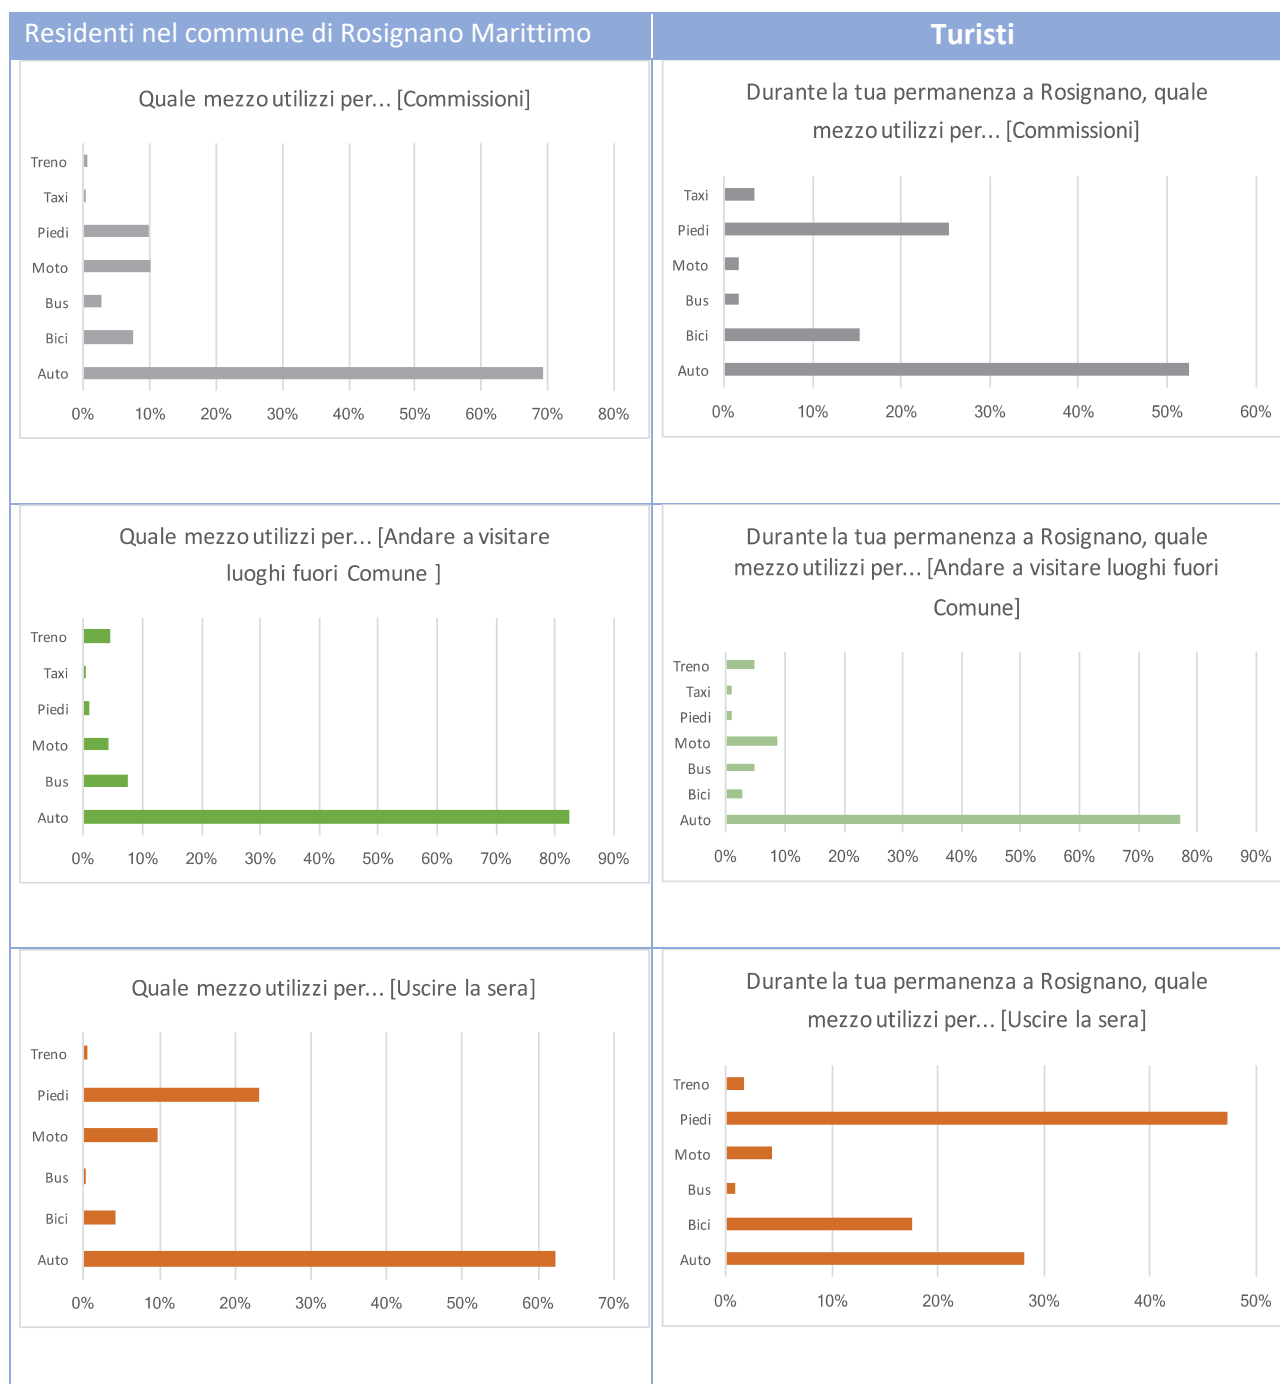 Residenti nel commune di Rosignano Marittimo
Turisti
Quale mezzo utilizzi per... [Commissioni]
Treno
Taxi
Piedi
Moto
Bus
Bici
Auto
0% 10% 20% 30% 40% 50% 60% 70% 80%
Durante la tua permanenza a Rosignano, quale
mezzo utilizzi per... [Commissioni]
Taxi
Piedi
Moto
Bus
Bici
Auto
0% 10% 20% 30% 40% 50% 60%
Quale mezzo utilizzi per... [Andare a visitare
luoghi fuori Comune ]
Treno
Taxi
Piedi
Moto
Bus
Auto
0% 10% 20% 30% 40% 50% 60% 70% 80% 90%
Durante la tua permanenza a Rosignano, quale
mezzo utilizzi per... [Andare a visitare luoghi fuori
Comune]
Treno
Taxi
Piedi
Moto
Bus
Bici
Auto
0% 10% 20% 30% 40% 50% 60% 70% 80% 90%
Quale mezzo utilizzi per... [Uscire la sera]
Treno
Piedi
Moto
Bus
Bici
Auto
0% 10% 20% 30% 40% 50% 60% 70%
Durante la tua permanenza a Rosignano, quale
mezzo utilizzi per... [Uscire la sera]
Treno
Piedi
Moto
Bus
Bici
Auto
0% 10% 20% 30% 40% 50%